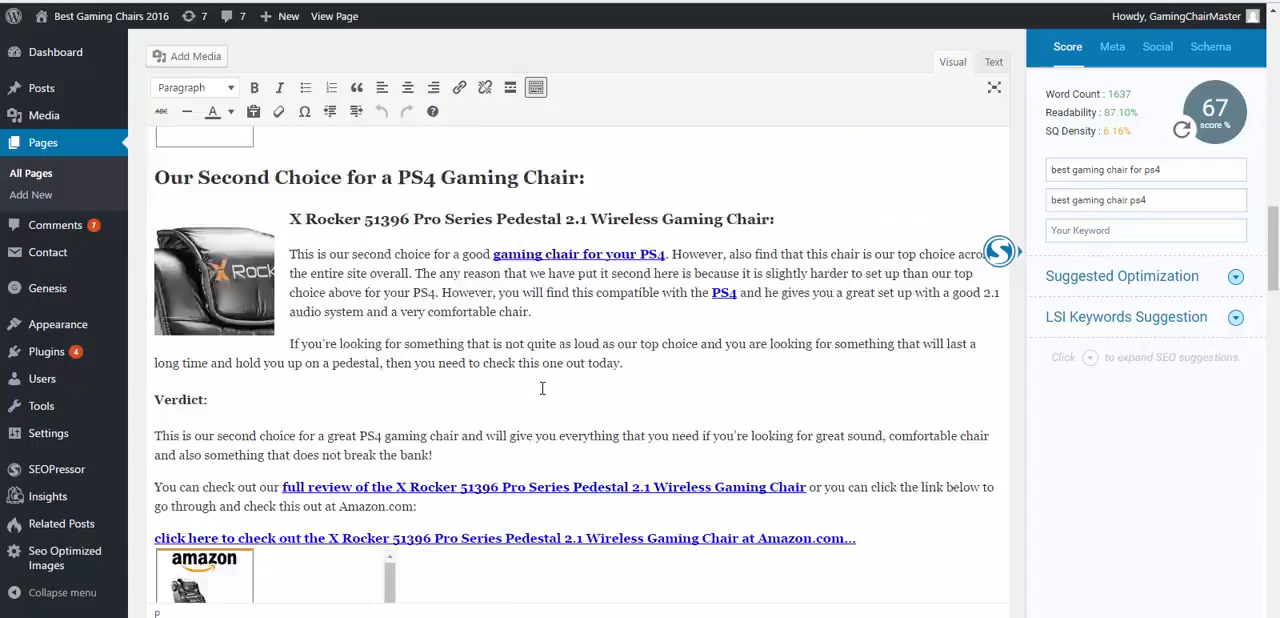 Best Gaming Chairs 2016 7 7 New View Page Howdy, GamingChairMaster
Dashboard
Posts
Media
Pages
All Pages
Add New
Comments 7
Contact
Genesis
Appearance
Plugins 4
Users
Tools
Settings
SEOPressor
Insights
Related Posts
Seo Optimized
Images
Collapse menu
Add Media
Visual Text
Paragraph B I
ABC A Ω ?
Our Second Choice for a PS4 Gaming Chair:
X Rock
X Rocker 51396 Pro Series Pedestal 2.1 Wireless Gaming Chair:
This is our second choice for a good gaming chair for your PS4. However, also find that this chair is our top choice acro
the entire site overall. The any reason that we have put it second here is because it is slightly harder to set up than our top
choice above for your PS4. However, you will find this compatible with the PS4 and he gives you a great set up with a good 2.1
audio system and a very comfortable chair.
If you're looking for something that is not quite as loud as our top choice and you are looking for something that will last a
long time and hold you up on a pedestal, then you need to check this one out today.
Verdict:
This is our second choice for a great PS4 gaming chair and will give you everything that you need if you're looking for great sound, comfortable chair
and also something that does not break the bank!
You can check out our full review of the X Rocker 51396 Pro Series Pedestal 2.1 Wireless Gaming Chair or you can click the link below to
go through and check this out at Amazon.com:
click here to check out the X Rocker 51396 Pro Series Pedestal 2.1 Wireless Gaming Chair at Amazon.com...
amazon
p
Score Meta Social Schema
Word Count : 1637
Readability : 87.10%
SQ Density : 6.16%
67
score %
best gaming chair for ps4
best gaming chair ps4
Your Keyword
S
Suggested Optimization
LSI Keywords Suggestion
Click to expand SEO suggestions.